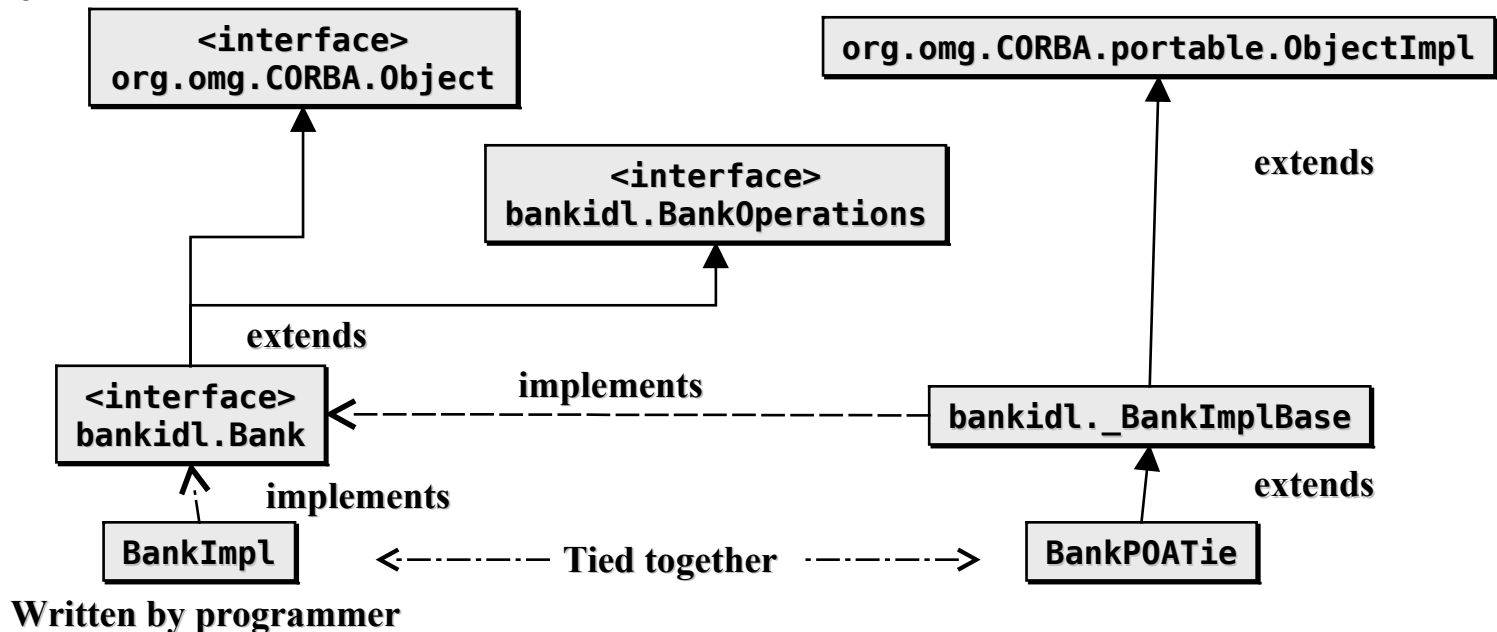 <interface>
org.omg.CORBA.Object
org.omg.CORBA.portable.ObjectImpl
<interface>
bankidl.BankOperations
extends
extends
<interface>
bankidl.Bank
implements
bankidl._BankImplBase
implements
extends
BankImpl
Tied together
BankPOATie
Written by programmer